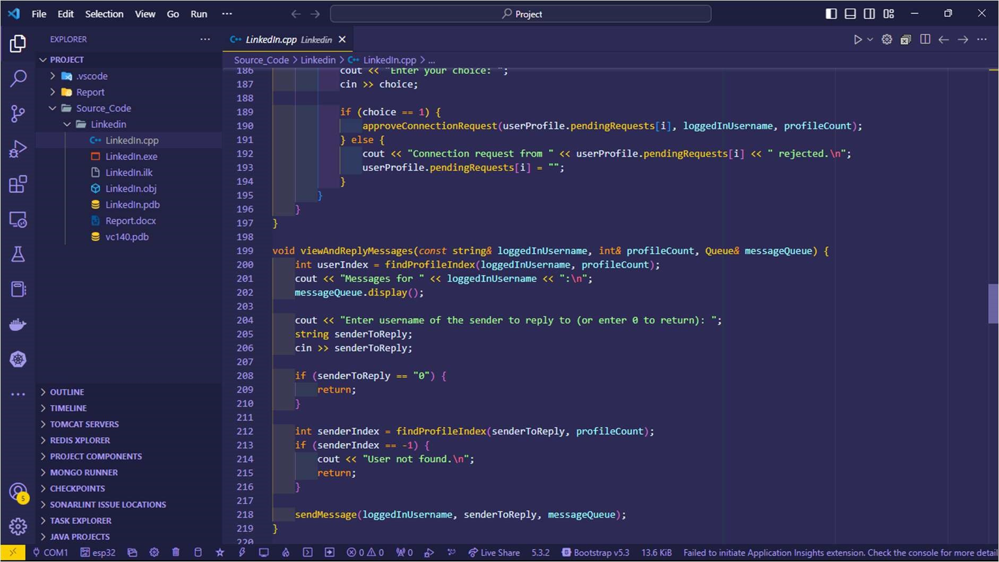 File Edit Selection View Go Run ···
Project
EXPLORER ···
LinkedIn.cpp Linkedin
PROJECT
.vscode
Report
Source_Code
Linkedin
LinkedIn.cpp
LinkedIn.exe
LinkedIn.ilk
LinkedIn.obj
LinkedIn.pdb
Report.docx
vc140.pdb
OUTLINE
TIMELINE
TOMCAT SERVERS
REDIS XPLORER
PROJECT COMPONENTS
MONGO RUNNER
CHECKPOINTS
SONARLINT ISSUE LOCATIONS
TASK EXPLORER
JAVA PROJECTS
5
Source_Code > Linkedin > LinkedIn.cpp > ...
186 cout << "Enter your choice: ";
187 cin >> choice;
188
189 if (choice == 1) {
190 approveConnectionRequest(userProfile.pendingRequests[i], loggedInUsername, profileCount);
191 } else {
192 cout << "Connection request from " << userProfile.pendingRequests[i] << " rejected.\n";
193 userProfile.pendingRequests[i] = "";
194 }
195 }
196 }
197 }
198
199 void viewAndReplyMessages(const string& loggedInUsername, int& profileCount, Queue& messageQueue) {
200 int userIndex = findProfileIndex(loggedInUsername, profileCount);
201 cout << "Messages for " << loggedInUsername << ":\n";
202 messageQueue.display();
203
204 cout << "Enter username of the sender to reply to (or enter 0 to return): ";
205 string senderToReply;
206 cin >> senderToReply;
207
208 if (senderToReply == "0") {
209 return;
210 }
211
212 int senderIndex = findProfileIndex(senderToReply, profileCount);
213 if (senderIndex == -1) {
214 cout << "User not found.\n";
215 return;
216 }
217
218 sendMessage(loggedInUsername, senderToReply, messageQueue);
219 }
220
COM1 esp32 0 0 0 Live Share 5.3.2 Bootstrap v5.3 13.6 KiB Failed to initiate Application Insights extension. Check the console for more detail